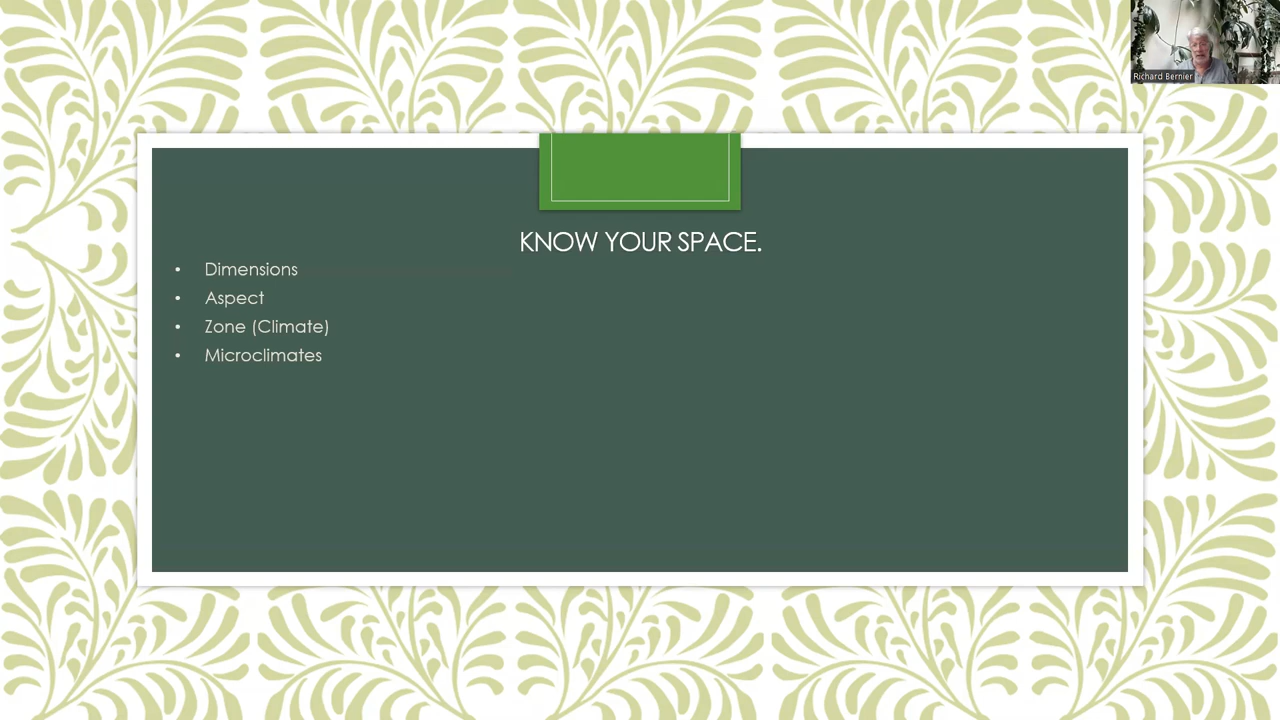 Richard Bernier
KNOW YOUR SPACE.
• Dimensions
• Aspect
• Zone (Climate)
• Microclimates